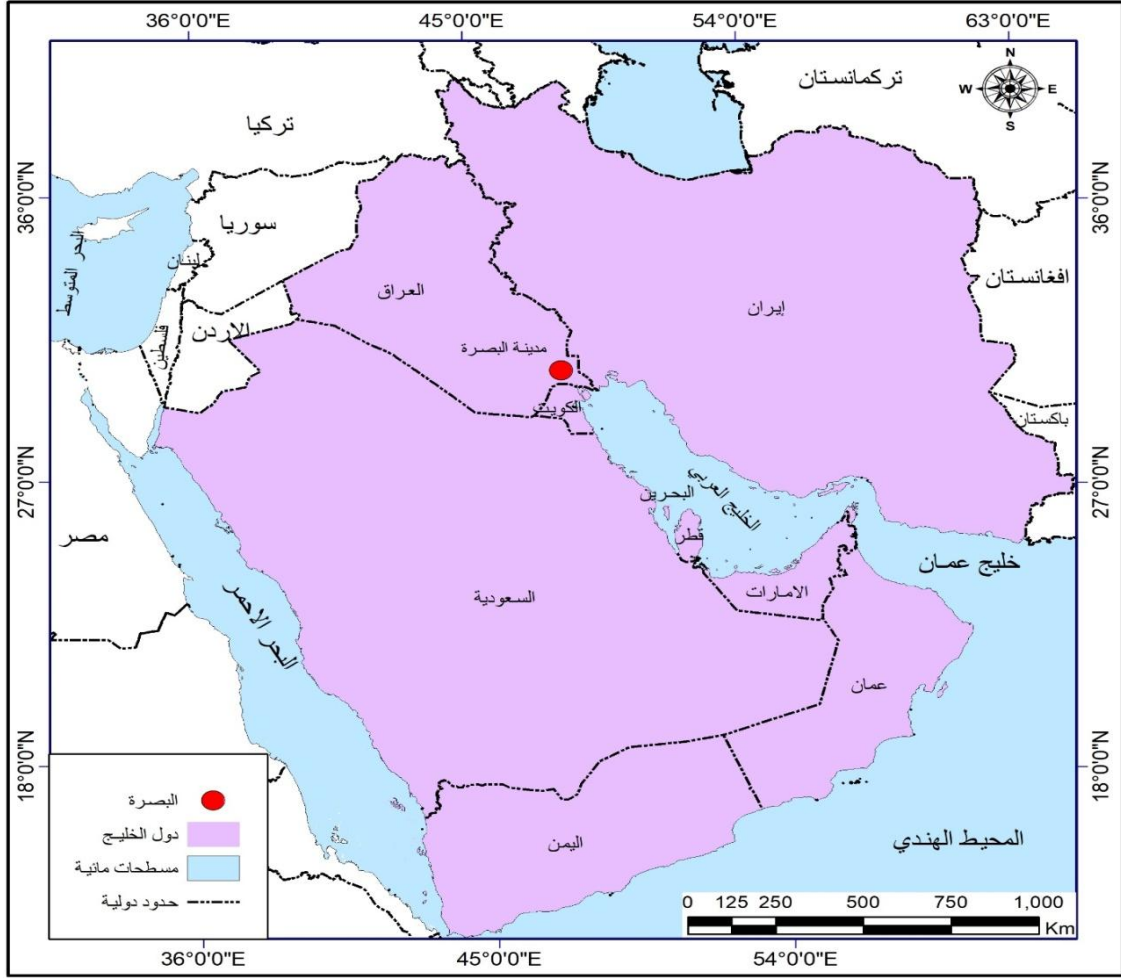 36°0'0"E 45°0'0"E 54°0'0"E 63°0'0"E
N
W E
S
تركمانستان
تركيا
36°0'0"N
36°0'0"N
سوريا
البحر المتوسط
لبنان
افغانستان
العراق
إيران
فلسطين
الاردن
مدينة البصرة
الكويت
باكستان
27°0'0"N
27°0'0"N
البحرين
الخليج العربي
قطر
مصر
خليج عمان
الامارات
السعودية
البحر الأحمر
عمان
18°0'0"N
18°0'0"N
المحيط الهندي
اليمن
البصرة
دول الخليج
مسطحات مائية
حدود دولية
0 125 250 500 750 1,000
Km
36°0'0"E 45°0'0"E 54°0'0"E